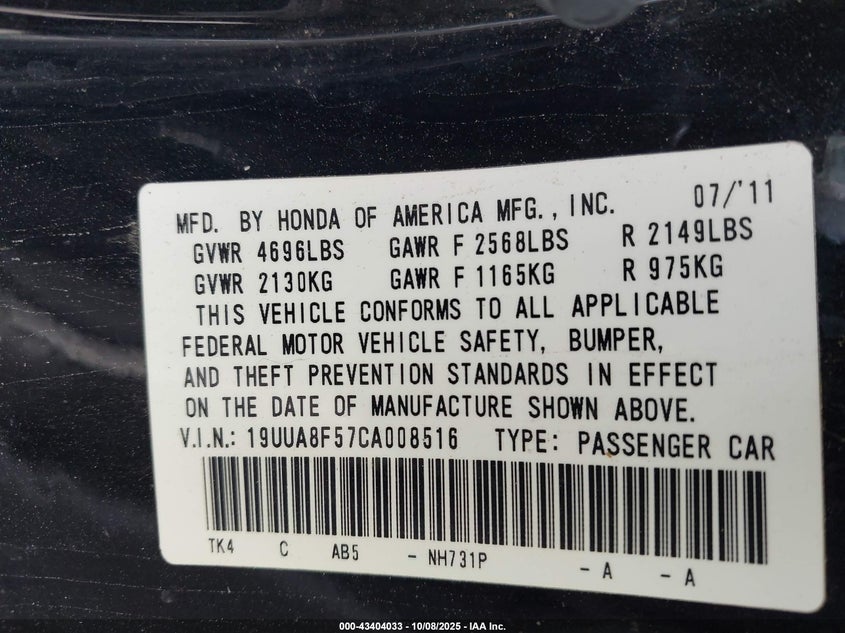 MFD. BY HONDA OF AMERICA MFG., INC. 07/'11
GVWR 4696LBS GAWR F 2568LBS R 2149LBS
GVWR 2130KG GAWR F 1165KG R 975KG
THIS VEHICLE CONFORMS TO ALL APPLICABLE
FEDERAL MOTOR VEHICLE SAFETY, BUMPER,
AND THEFT PREVENTION STANDARDS IN EFFECT
ON THE DATE OF MANUFACTURE SHOWN ABOVE.
V.I.N.: 19UUA8F57CA008516 TYPE: PASSENGER CAR
TK4 C AB5 - NH731P - A - A
000-43404033 - 10/08/2025 - IAA Inc.